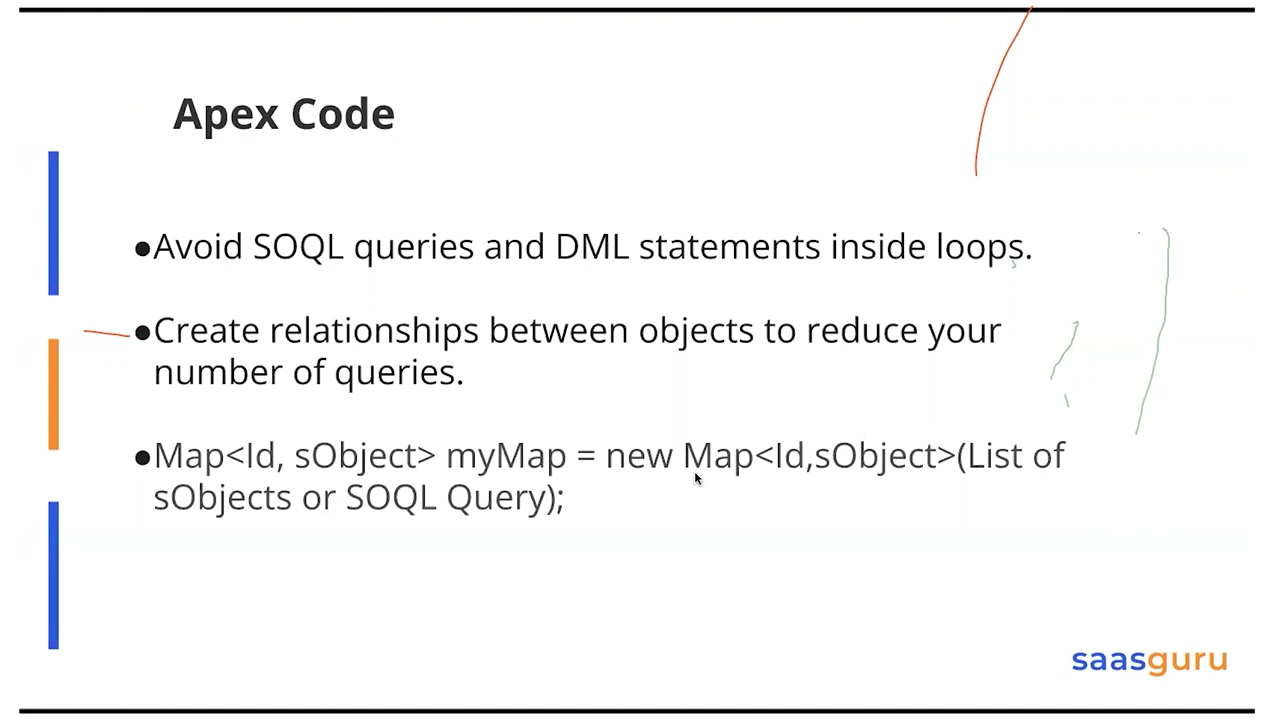 Apex Code
●Avoid SOQL queries and DML statements inside loops.
●Create relationships between objects to reduce your
number of queries.
●Map<Id, sObject> myMap = new Map<Id,sObject>(List of
sObjects or SOQL Query);
saasguru